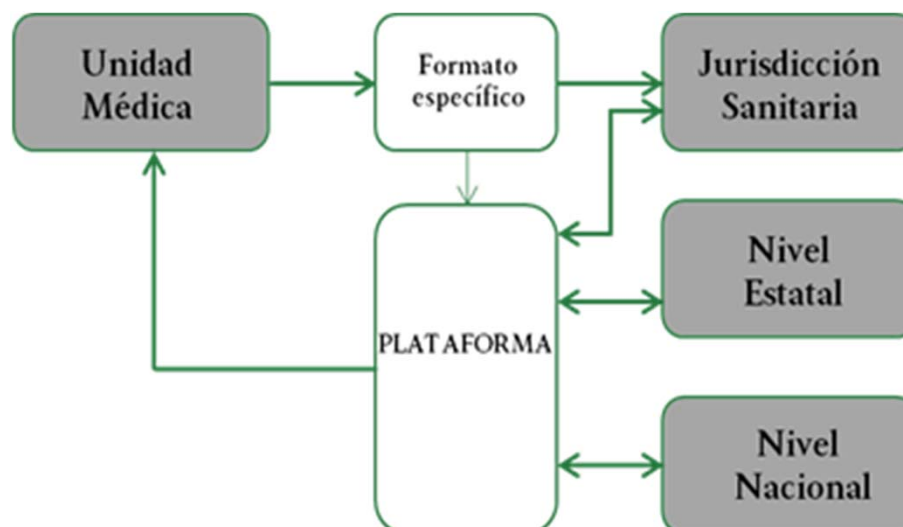 Unidad
Médica
Formato
específico
Jurisdicción
Sanitaria
PLATAFORMA
Nivel
Estatal
Nivel
Nacional